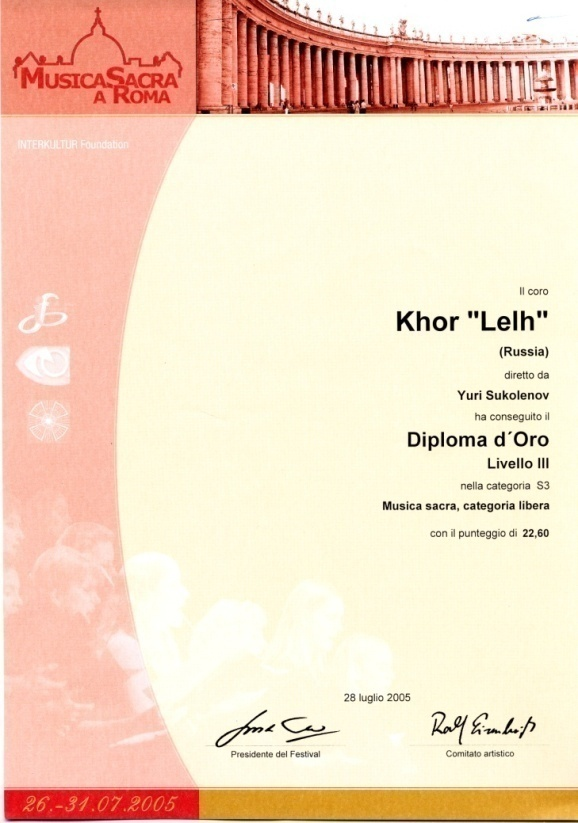 MUSICASACRA
A ROMA
INTERKULTUR Foundation
Il coro
Khor "Lelh"
(Russia)
diretto da
Yuri Sukolenov
ha conseguito il
Diploma d´Oro
Livello III
nella categoria S3
Musica sacra, categoria libera
con il punteggio di 22,60
28 luglio 2005
Presidente del Festival
Comitato artistico
26.-31.07.2005